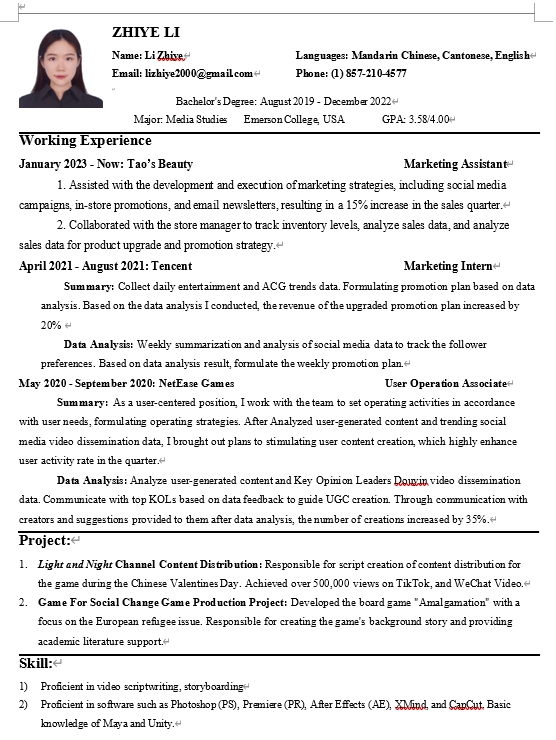 ZHIYE LI
Name: Li Zhiye
Languages: Mandarin Chinese, Cantonese, English
Email: lizhiye2000@gmail.com
Phone: (1) 857-210-4577
Bachelor's Degree: August 2019 - December 2022
Major: Media Studies Emerson College, USA GPA: 3.58/4.00
Working Experience
January 2023 - Now: Tao's Beauty Marketing Assistant
1. Assisted with the development and execution of marketing strategies, including social media
campaigns, in-store promotions, and email newsletters, resulting in a 15% increase in the sales quarter.
2. Collaborated with the store manager to track inventory levels, analyze sales data, and analyze
sales data for product upgrade and promotion strategy.
April 2021 - August 2021: Tencent Marketing Intern
Summary: Collect daily entertainment and ACG trends data. Formulating promotion plan based on data
analysis. Based on the data analysis I conducted, the revenue of the upgraded promotion plan increased by
20%
Data Analysis: Weekly summarization and analysis of social media data to track the follower
preferences. Based on data analysis result, formulate the weekly promotion plan.
May 2020 - September 2020: NetEase Games User Operation Associate
Summary: As a user-centered position, I work with the team to set operating activities in accordance
with user needs, formulating operating strategies. After Analyzed user-generated content and trending social
media video dissemination data, I brought out plans to stimulating user content creation, which highly enhance
user activity rate in the quarter.
Data Analysis: Analyze user-generated content and Key Opinion Leaders Douyin video dissemination
data. Communicate with top KOLs based on data feedback to guide UGC creation. Through communication with
creators and suggestions provided to them after data analysis, the number of creations increased by 35%.
Project:
1. Light and Night Channel Content Distribution: Responsible for script creation of content distribution for
the game during the Chinese Valentines Day. Achieved over 500,000 views on TikTok, and WeChat Video.
2. Game For Social Change Game Production Project: Developed the board game "Amalgamation" with a
focus on the European refugee issue. Responsible for creating the game's background story and providing
academic literature support.
Skill:
1) Proficient in video scriptwriting, storyboarding
2) Proficient in software such as Photoshop (PS), Premiere (PR), After Effects (AE), XMind, and CapCut. Basic
knowledge of Maya and Unity.